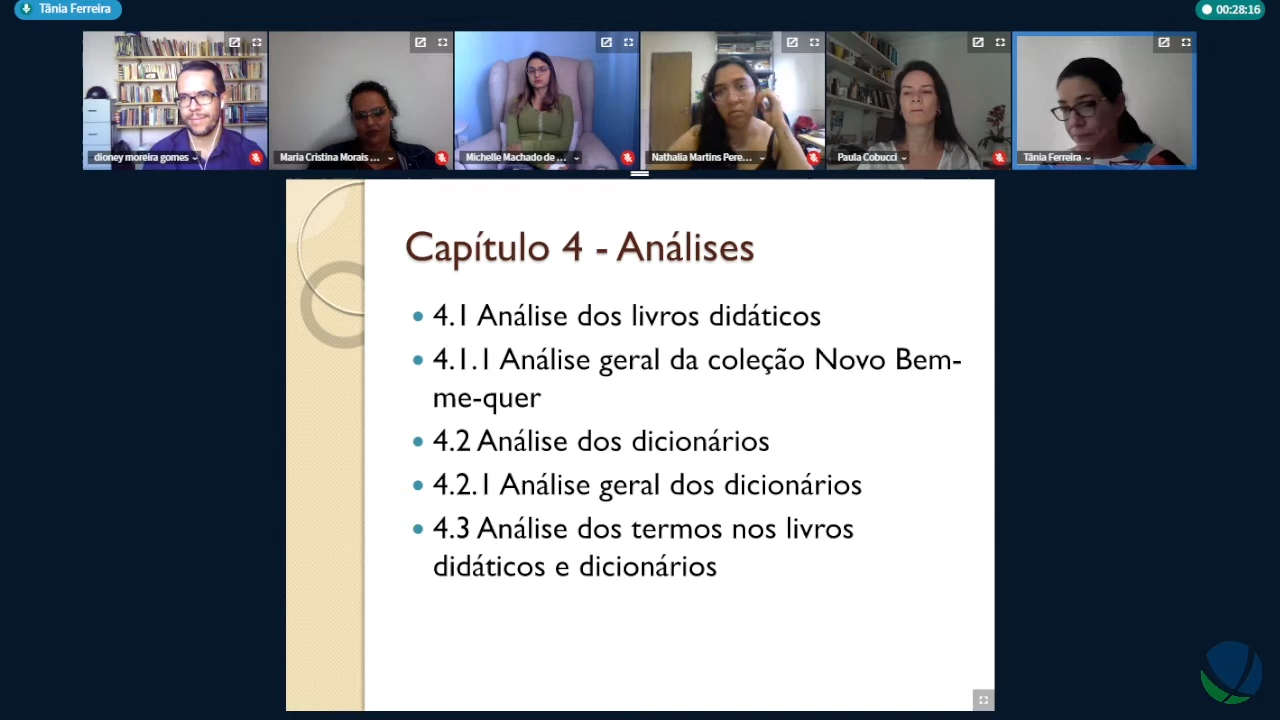 Tânia Ferreira
00:28:16
dioney moreira gomes
Maria Cristina Morais ...
Michelle Machado de ...
Nathalia Martins Pere...
Paula Cobucci
Tânia Ferreira
Capítulo 4 - Análises
4.1 Análise dos livros didáticos
4.1.1 Análise geral da coleção Novo Bem-
me-quer
4.2 Análise dos dicionários
4.2.1 Análise geral dos dicionários
4.3 Análise dos termos nos livros
didáticos e dicionários